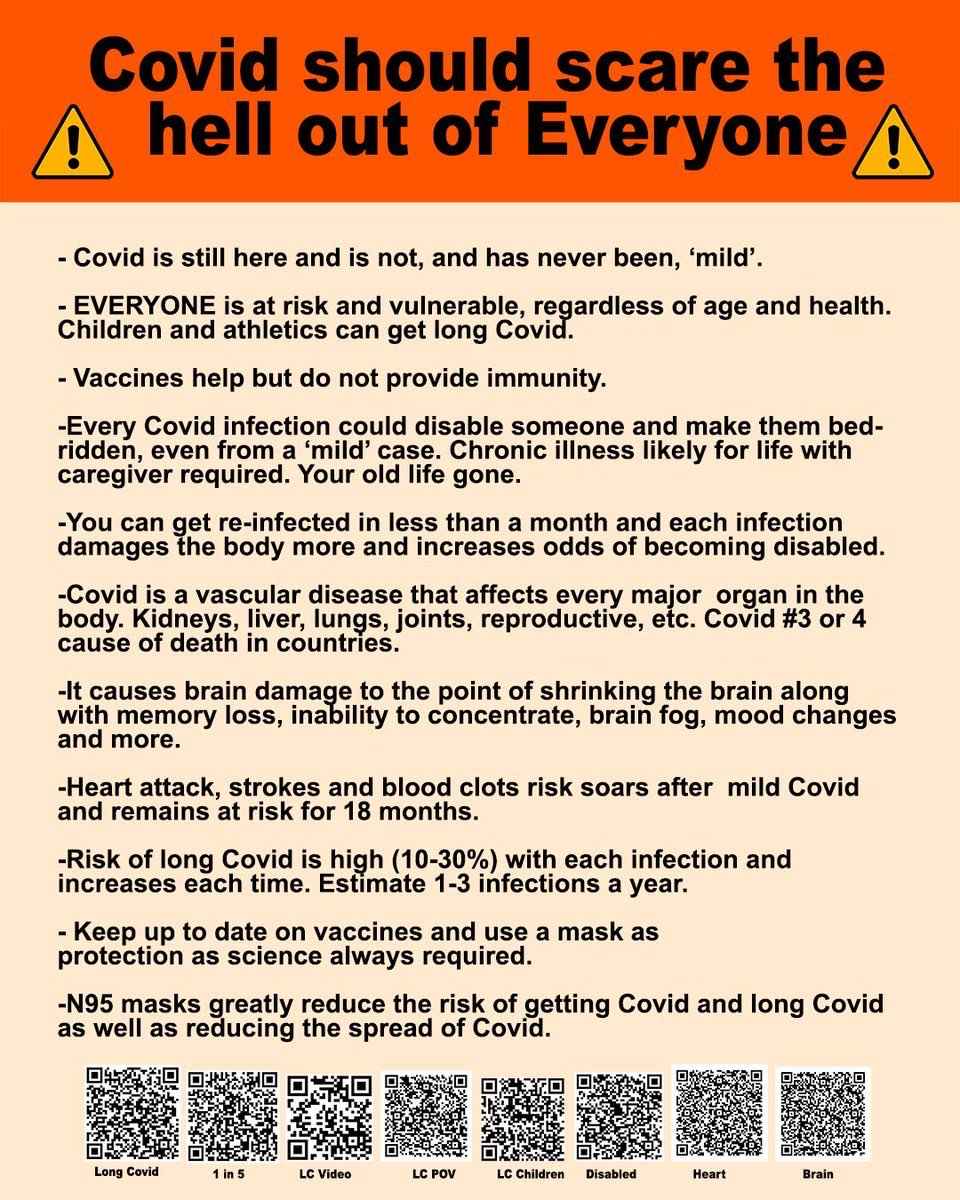 Covid should scare the
hell out of Everyone
- Covid is still here and is not, and has never been, ‘mild’.
- EVERYONE is at risk and vulnerable, regardless of age and health.
Children and athletics can get long Covid.
- Vaccines help but do not provide immunity.
-Every Covid infection could disable someone and make them bed-
ridden, even from a ‘mild’ case. Chronic illness likely for life with
caregiver required. Your old life gone.
-You can get re-infected in less than a month and each infection
damages the body more and increases odds of becoming disabled.
-Covid is a vascular disease that affects every major  organ in the
body. Kidneys, liver, lungs, joints, reproductive, etc. Covid #3 or 4
cause of death in countries.
-It causes brain damage to the point of shrinking the brain along
with memory loss, inability to concentrate, brain fog, mood changes
and more.
-Heart attack, strokes and blood clots risk soars after  mild Covid
and remains at risk for 18 months.
-Risk of long Covid is high (10-30%) with each infection and
increases each time. Estimate 1-3 infections a year.
- Keep up to date on vaccines and use a mask as
protection as science always required.
-N95 masks greatly reduce the risk of getting Covid and long Covid
as well as reducing the spread of Covid.
Long Covid 1 in 5 LC Video LC POV LC Children Disabled Heart Brain